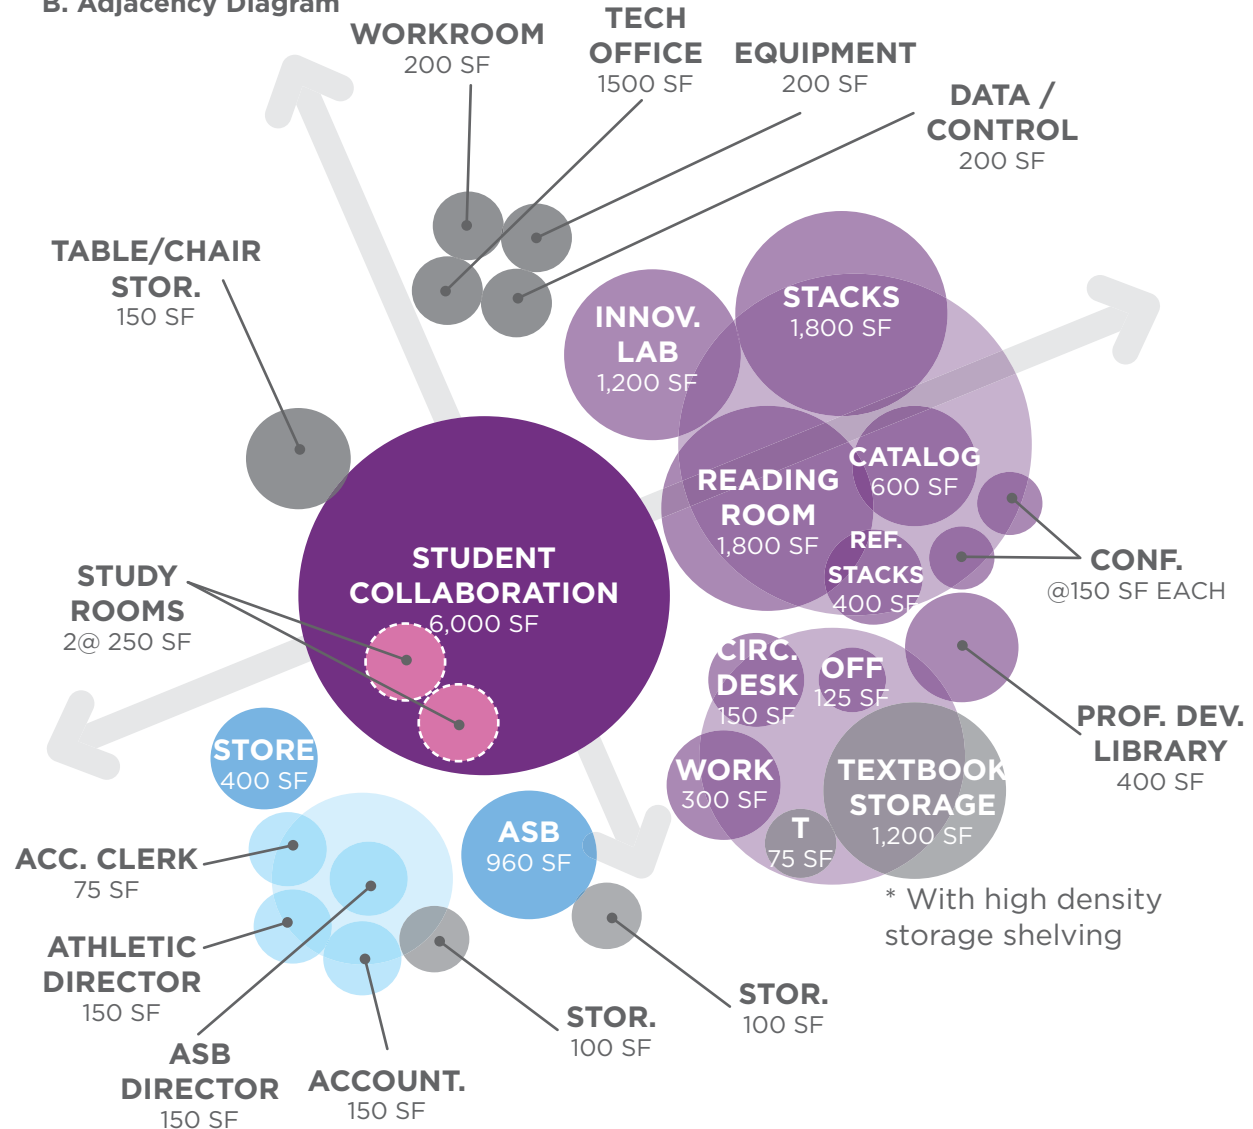 B. Adjacency Diagram
WORKROOM
200 SF
TECH
OFFICE
1500 SF
EQUIPMENT
200 SF
DATA /
CONTROL
200 SF
TABLE/CHAIR
STOR.
150 SF
INNOV.
LAB
1,200 SF
STACKS
1,800 SF
READING
ROOM
1,800 SF
CATALOG
600 SF
REF.
STACKS
400 SF
CONF.
@150 SF EACH
STUDENT
COLLABORATION
6,000 SF
STUDY
ROOMS
2@ 250 SF
CIRC.
DESK
150 SF
OFF
125 SF
PROF. DEV.
LIBRARY
400 SF
STORE
400 SF
WORK
300 SF
TEXTBOOK
STORAGE
1,200 SF
T
75 SF
ASB
960 SF
ACC. CLERK
75 SF
* With high density
storage shelving
ATHLETIC
DIRECTOR
150 SF
STOR.
100 SF
STOR.
100 SF
ASB
DIRECTOR
150 SF
ACCOUNT.
150 SF